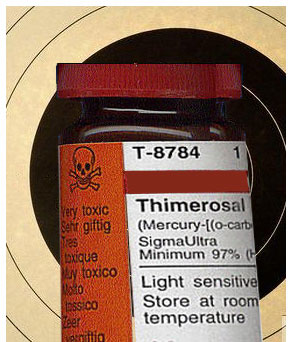 T-8784 1
Thimerosal
(Mercury-[(o-carb
SigmaUltra
Minimum 97% (H
Light sensitive
Store at room
temperature
Very toxic
Sehr giftig
Tres
toxique
Muy toxico
Molto
tossico
Zeer
vergiftig